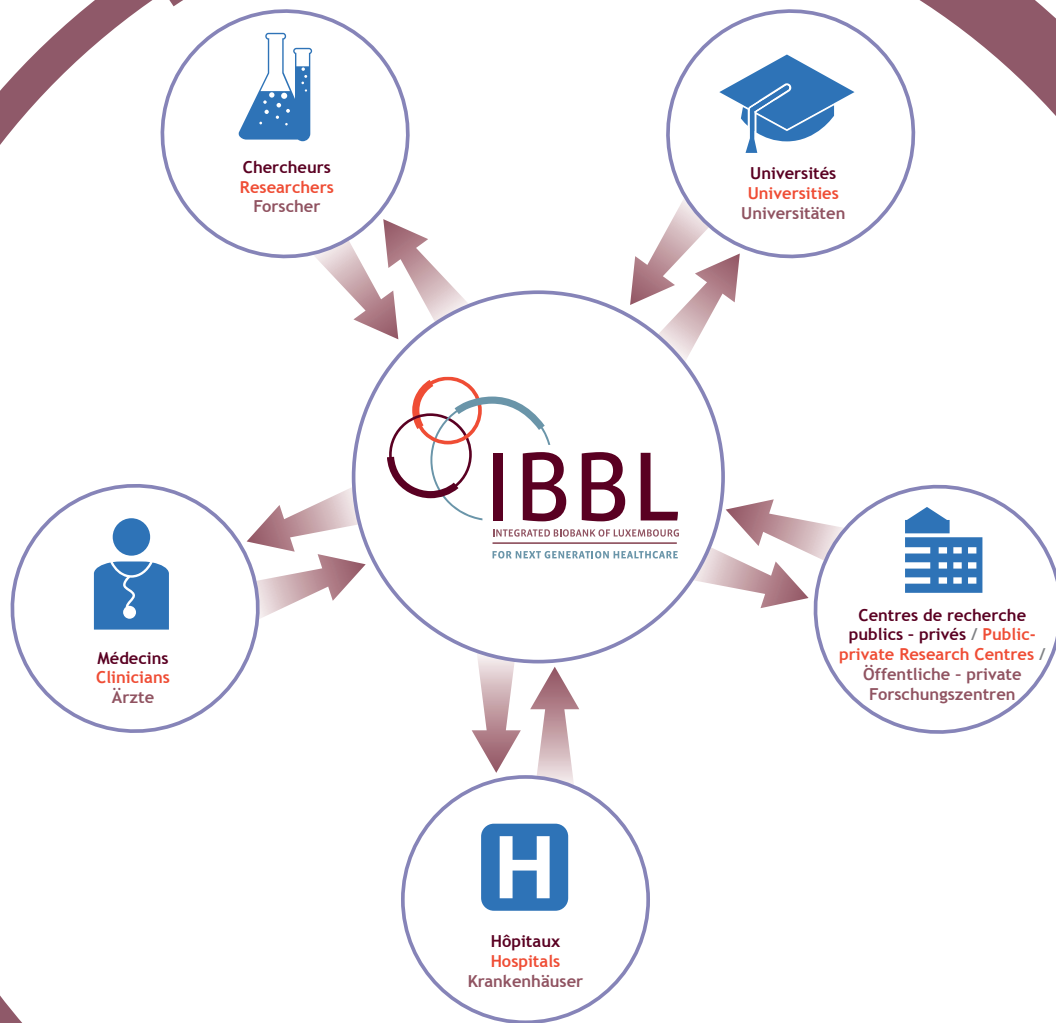 Chercheurs
Researchers
Forscher
Universités
Universities
Universitäten
IBBL
INTEGRATED BIOBANK OF LUXEMBOURG
FOR NEXT GENERATION HEALTHCARE
Médecins
Clinicians
Ärzte
Centres de recherche
publics - privés / Public-
private Research Centres /
Öffentliche - private
Forschungszentren
H
Hôpitaux
Hospitals
Krankenhäuser